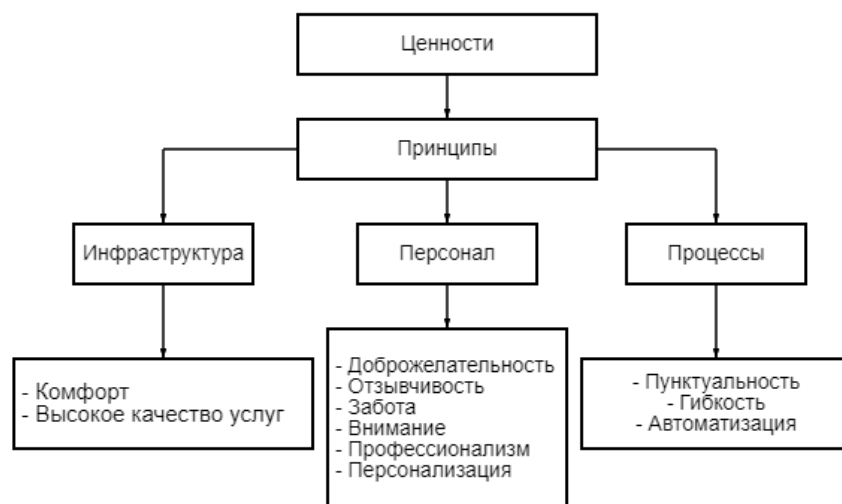 Ценности
Принципы
Инфраструктура
Персонал
Процессы
- Комфорт
- Высокое качество услуг
- Доброжелательность
- Отзывчивость
- Забота
- Внимание
- Профессионализм
- Персонализация
- Пунктуальность
- Гибкость
- Автоматизация